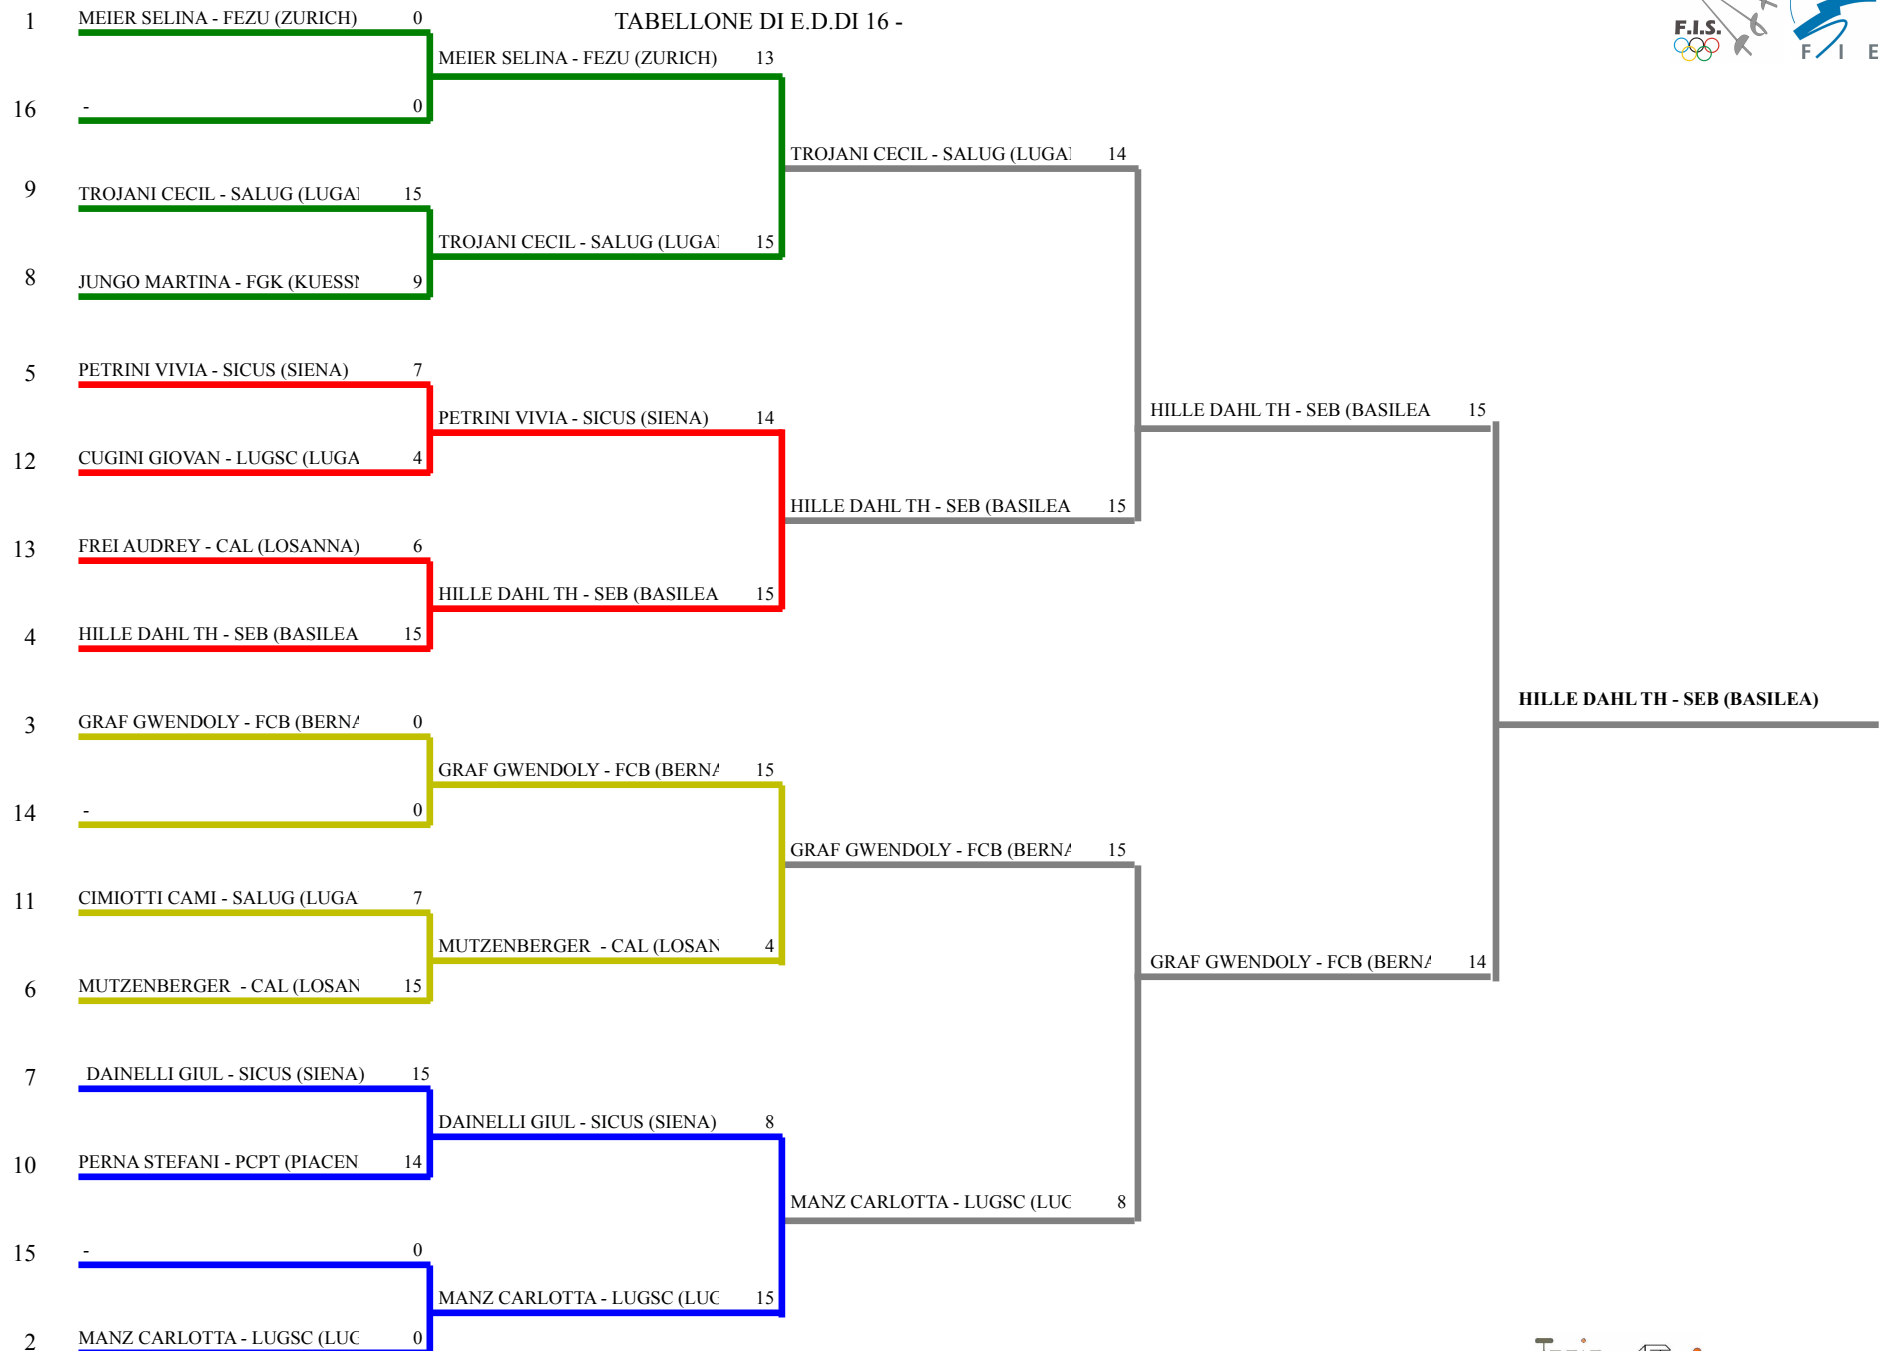 1 MEIER SELINA - FEZU (ZURICH) 0
TABELLONE DI E.D.DI 16 -
F.I.S.
F I E
MEIER SELINA - FEZU (ZURICH) 13
16 - 0
TROJANI CECIL - SALUG (LUGA 14
9 TROJANI CECIL - SALUG (LUGA 15
TROJANI CECIL - SALUG (LUGA 15
8 JUNGO MARTINA - FGK (KUESS 9
5 PETRINI VIVIA - SICUS (SIENA) 7
PETRINI VIVIA - SICUS (SIENA) 14
HILLE DAHL TH - SEB (BASILEA 15
12 CUGINI GIOVAN - LUGSC (LUGA 4
HILLE DAHL TH - SEB (BASILEA 15
13 FREI AUDREY - CAL (LOSANNA) 6
HILLE DAHL TH - SEB (BASILEA 15
4 HILLE DAHL TH - SEB (BASILEA 15
HILLE DAHL TH - SEB (BASILEA)
3 GRAF GWENDOLY - FCB (BERNA 0
GRAF GWENDOLY - FCB (BERNA 15
14 - 0
GRAF GWENDOLY - FCB (BERNA 15
11 CIMIOTTI CAMI - SALUG (LUGA 7
MUTZENBERGER - CAL (LOSAN 4
GRAF GWENDOLY - FCB (BERNA 14
6 MUTZENBERGER - CAL (LOSAN 15
7 DAINELLI GIUL - SICUS (SIENA) 15
DAINELLI GIUL - SICUS (SIENA) 8
10 PERNA STEFANI - PCPT (PIACEN 14
MANZ CARLOTTA - LUGSC (LUG 8
15 - 0
MANZ CARLOTTA - LUGSC (LUG 15
2 MANZ CARLOTTA - LUGSC (LUG 0